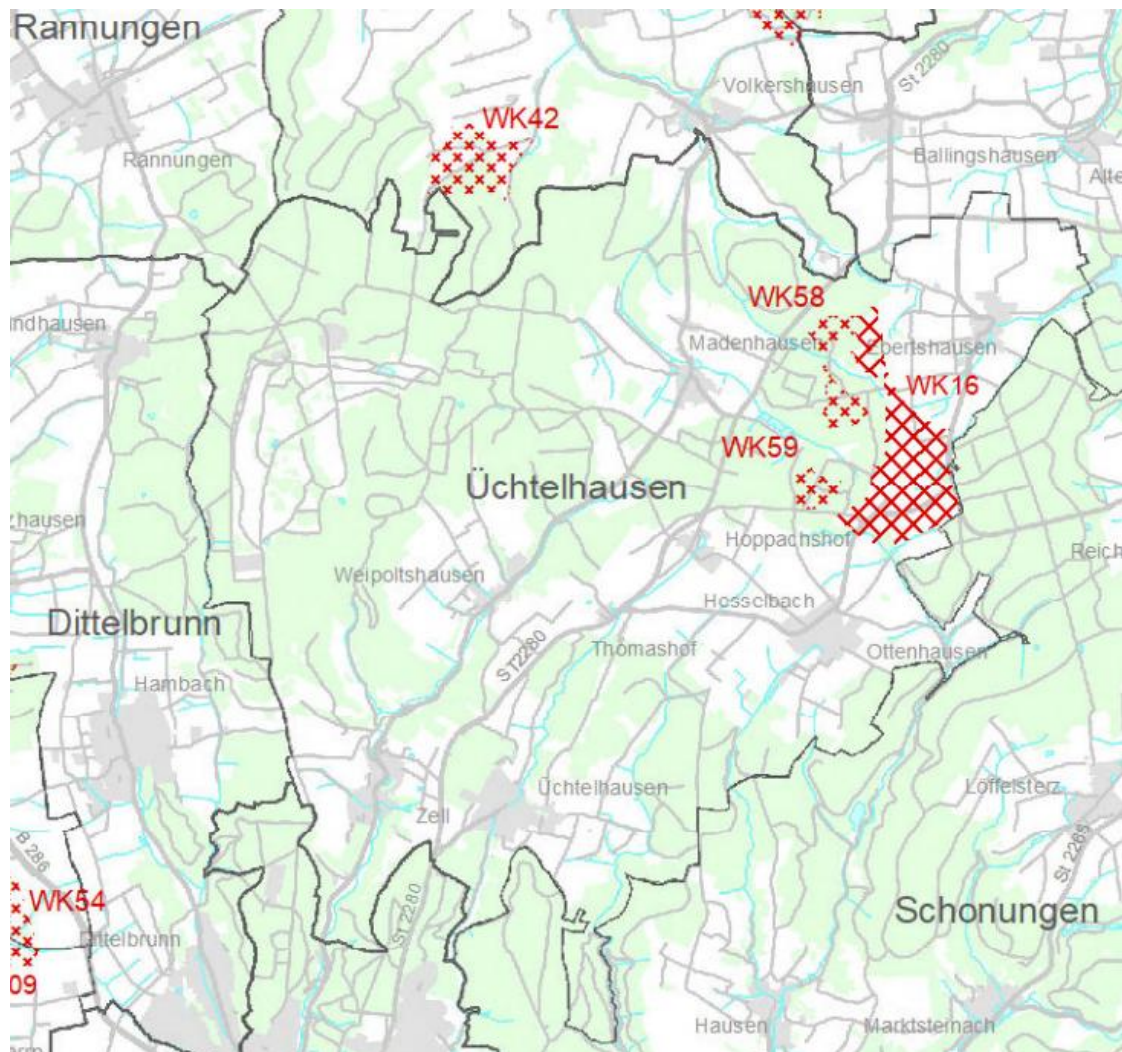 Rannungen
Volkershausen
St 2280
WK42
Rannungen
Ballingshausen
Alte
WK58
ndhausen
Madenhausen
Ebertshausen
WK16
WK59
Üchtelhausen
hausen
Hoppachshof
Reich
Weipoltshausen
Hesselbach
Dittelbrunn
Thomashof
Ottenhausen
St 2280
Hambach
Löffelsterz
Üchtelhausen
Zell
St 2266
B 286
WK54
Schonungen
St 2280
Dittelbrunn
09
Hausen
Marktsteinach